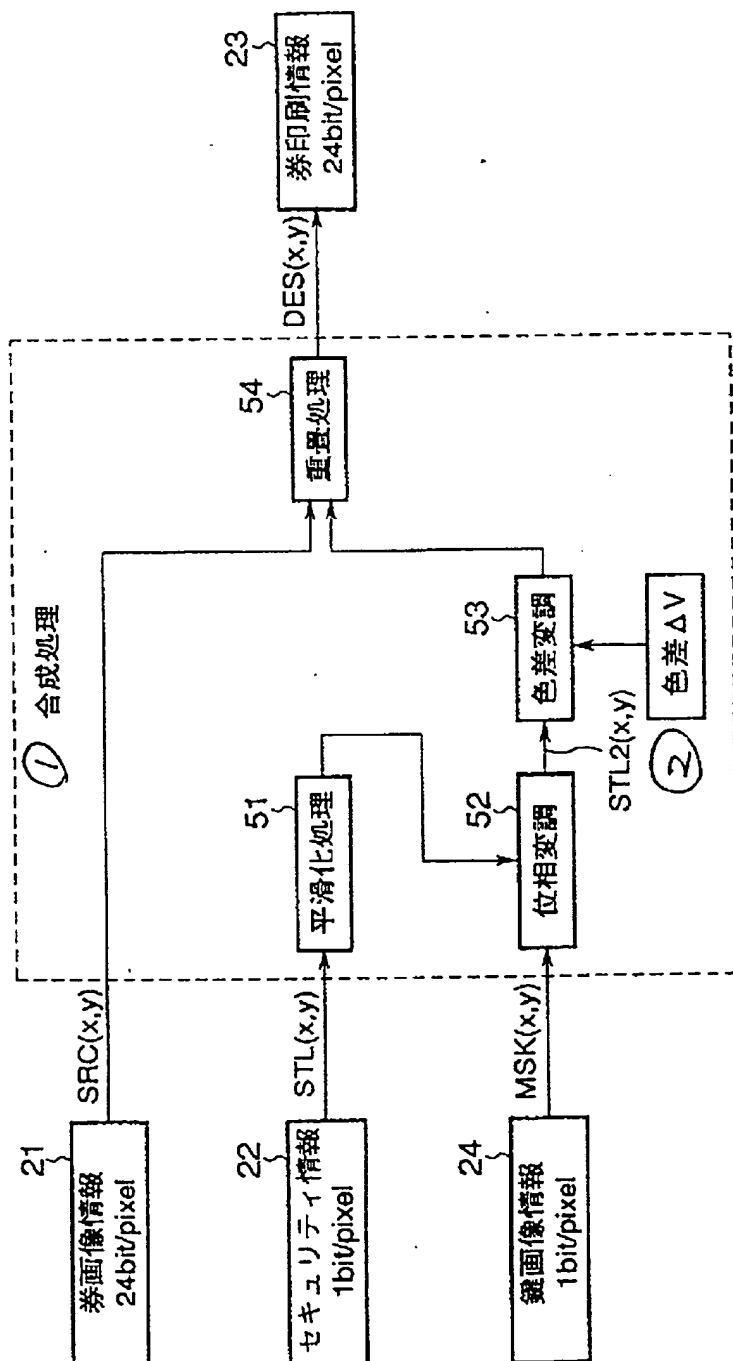 21
券画像情報
24bit/pixel
SRC(x,y)
① 合成処理
22
セキュリティ情報
1bit/pixel
STL(x,y)
51
平滑化処理
24
鍵画像情報
1bit/pixel
MSK(x,y)
52
位相変調
STL2(x,y)
53
色差変調
②
色差ΔV
54
重畳処理
DES(x,y)
23
券印刷情報
24bit/pixel